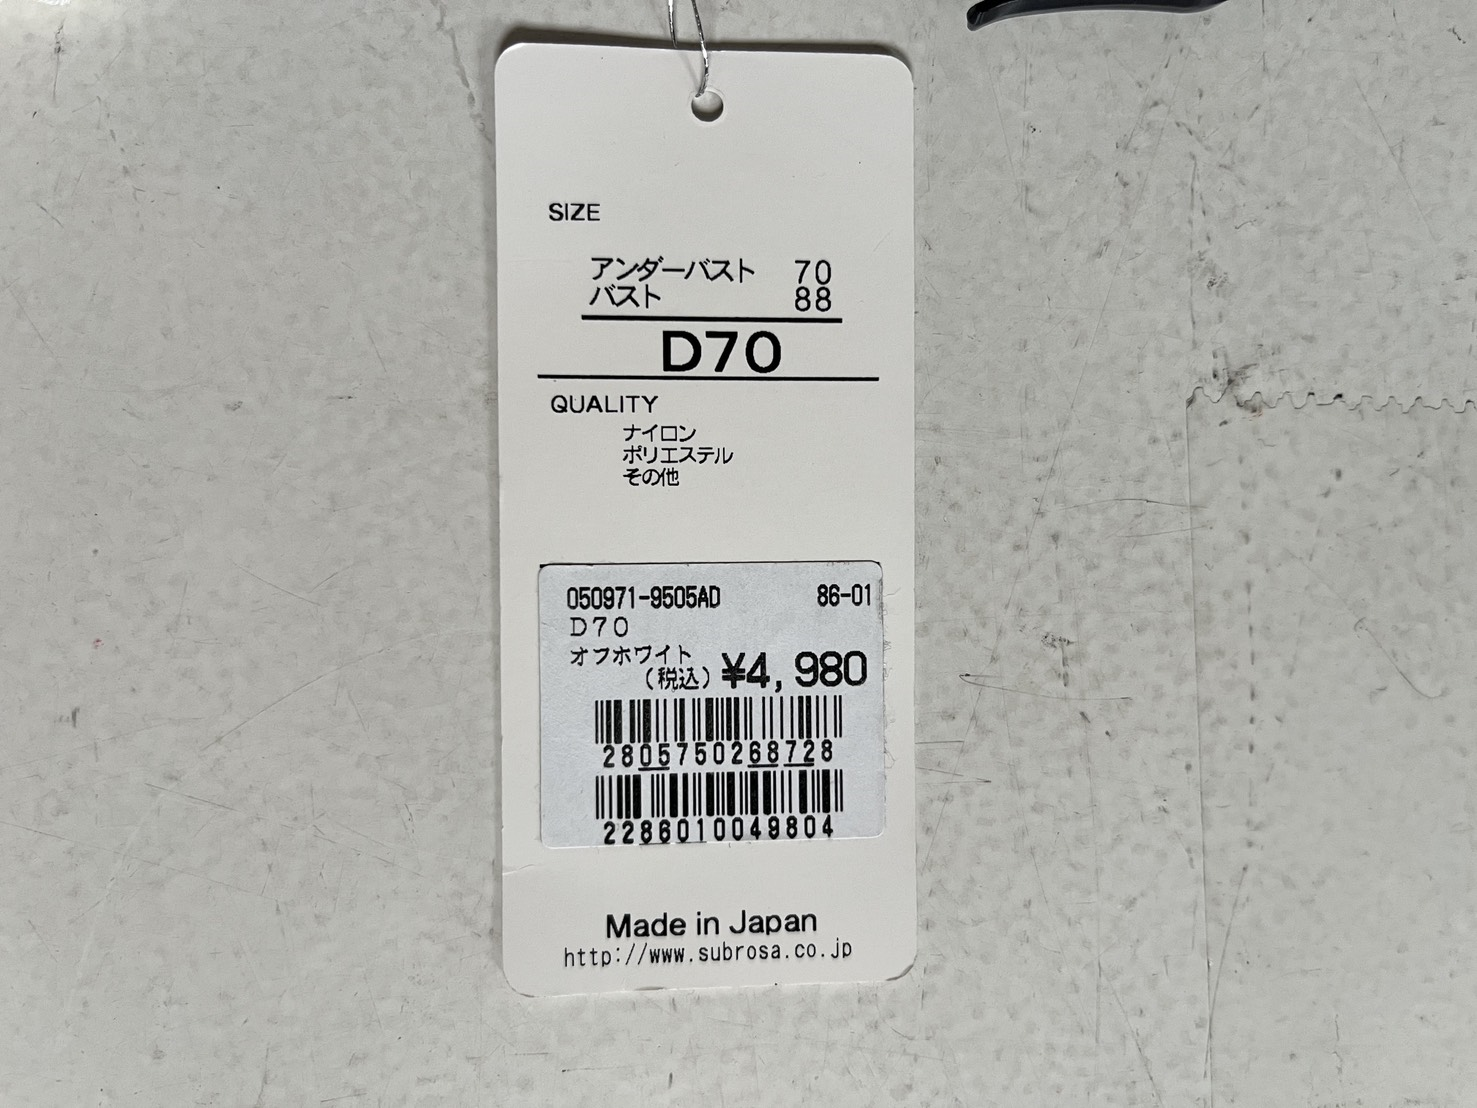 SIZE
アンダーバスト 70
バスト 88
D70
QUALITY
ナイロン
ポリエステル
その他
050971-9505AD 86-01
D70
オフホワイト
(税込) ¥4,980
2805750268728
2286010049804
Made in Japan
http://www.subrosa.co.jp